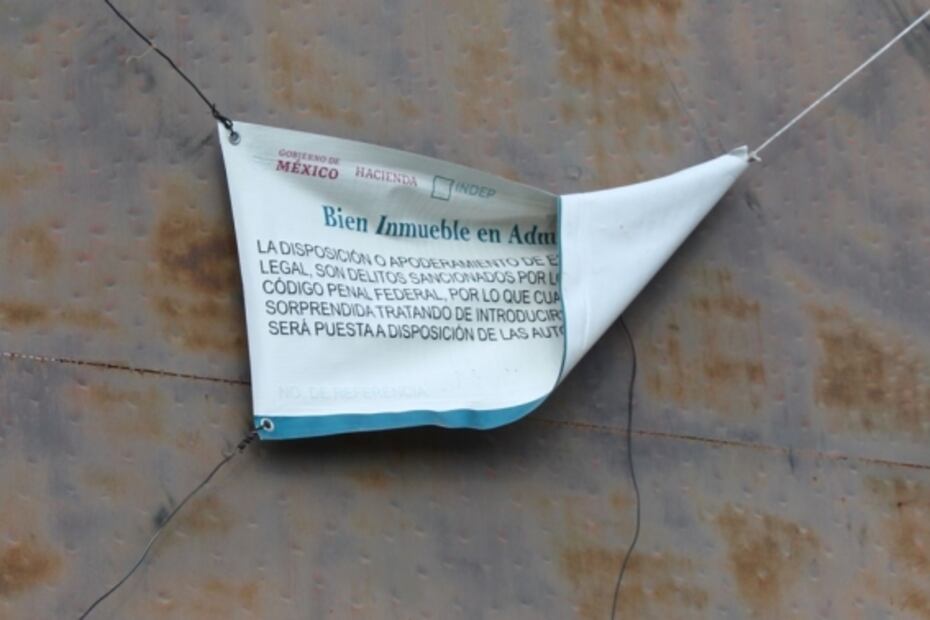 GOBIERNO DE
MÉXICO HACIENDA INDEP
Bien Inmueble en
LA DISPOSICIÓN O APODERAMIENTO DE
LEGAL, SON DELITOS SANCIONADOS POR
CÓDIGO PENAL FEDERAL, POR LO QUE
SORPRENDIDA TRATANDO DE
SERÁ PUESTA A DISPOSICIÓN DE LAS
NO. DE REFERENCIA